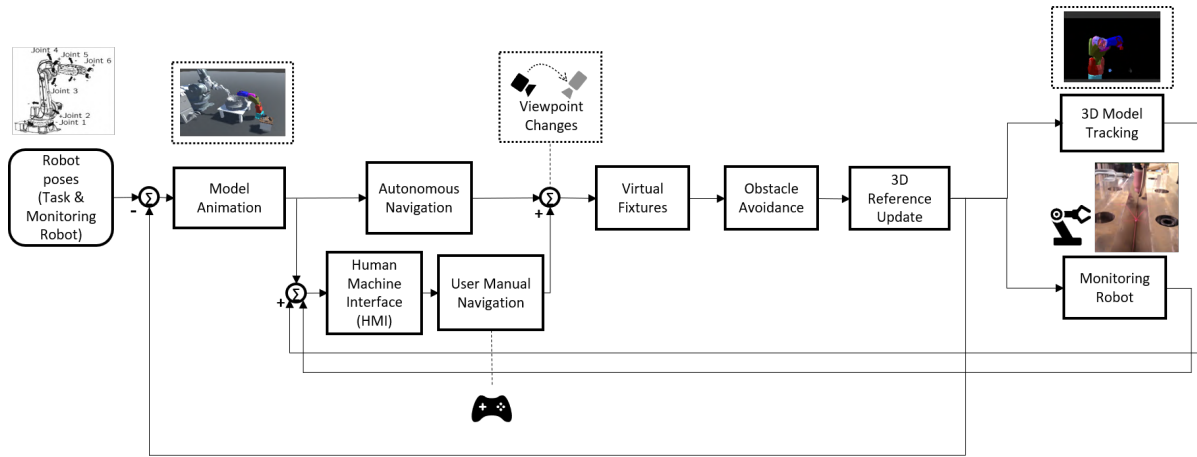 Joint 4
Joint 5
Joint 6
Joint 3
Joint 2
Joint 1
Viewpoint
Changes
3D Model
Tracking
Robot
poses
(Task &
Monitoring
Robot)
Σ
-
Model
Animation
Autonomous
Navigation
Σ
+
Virtual
Fixtures
Obstacle
Avoidance
3D
Reference
Update
Σ
+
Human
Machine
Interface
(HMI)
User Manual
Navigation
Monitoring
Robot